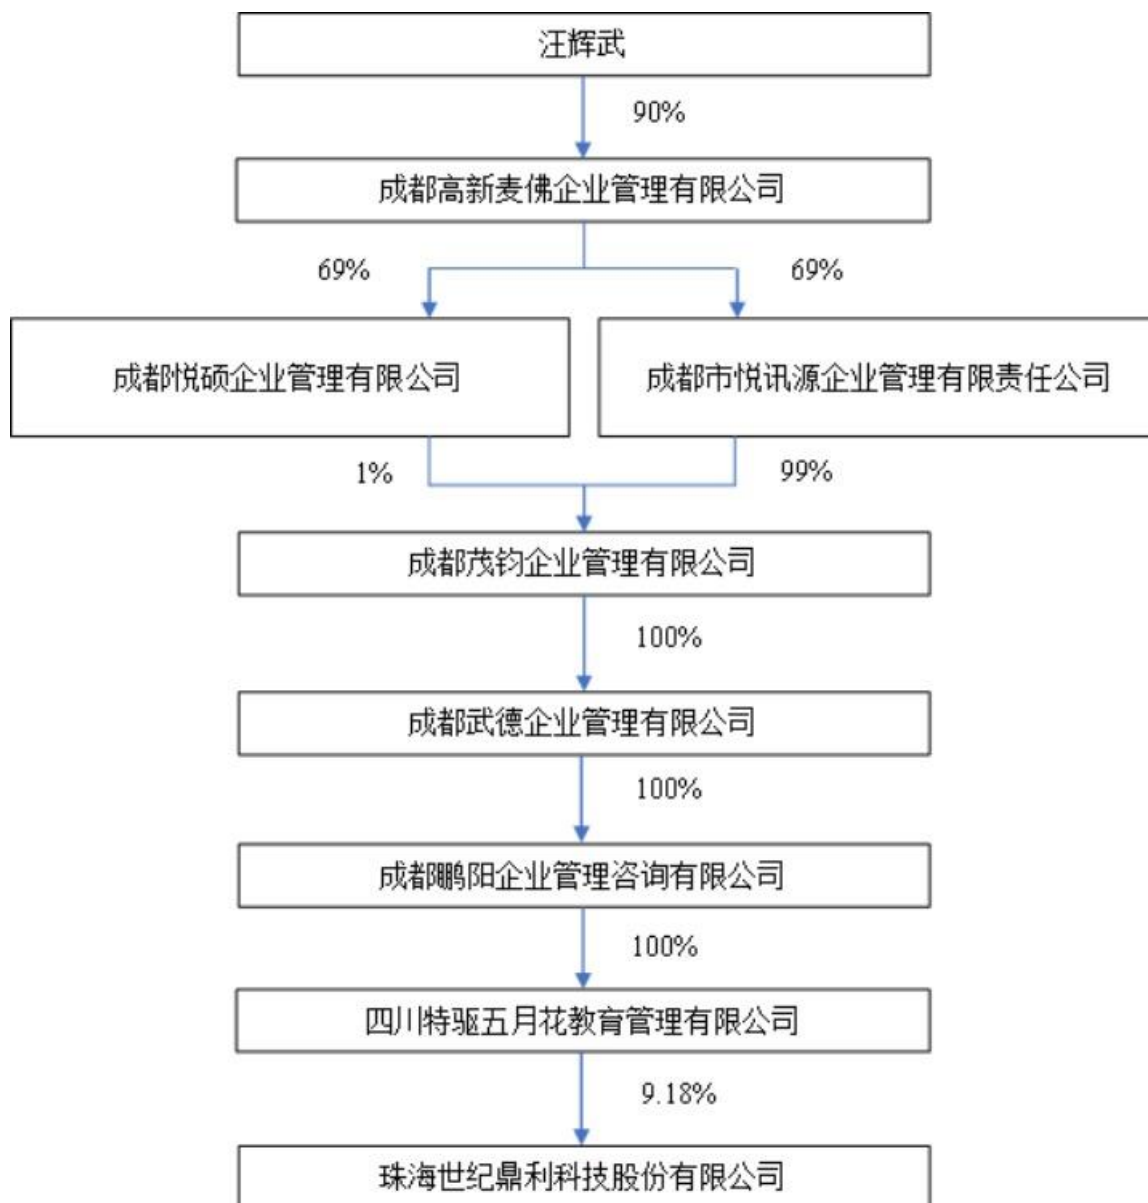 汪辉武
90%
成都高新麦佛企业管理有限公司
69%
69%
成都悦硕企业管理有限公司
成都市悦讯源企业管理有限责任公司
1%
99%
成都茂钧企业管理有限公司
100%
成都武德企业管理有限公司
100%
成都鹏阳企业管理咨询有限公司
100%
四川特驱五月花教育管理有限公司
9.18%
珠海世纪鼎利科技股份有限公司